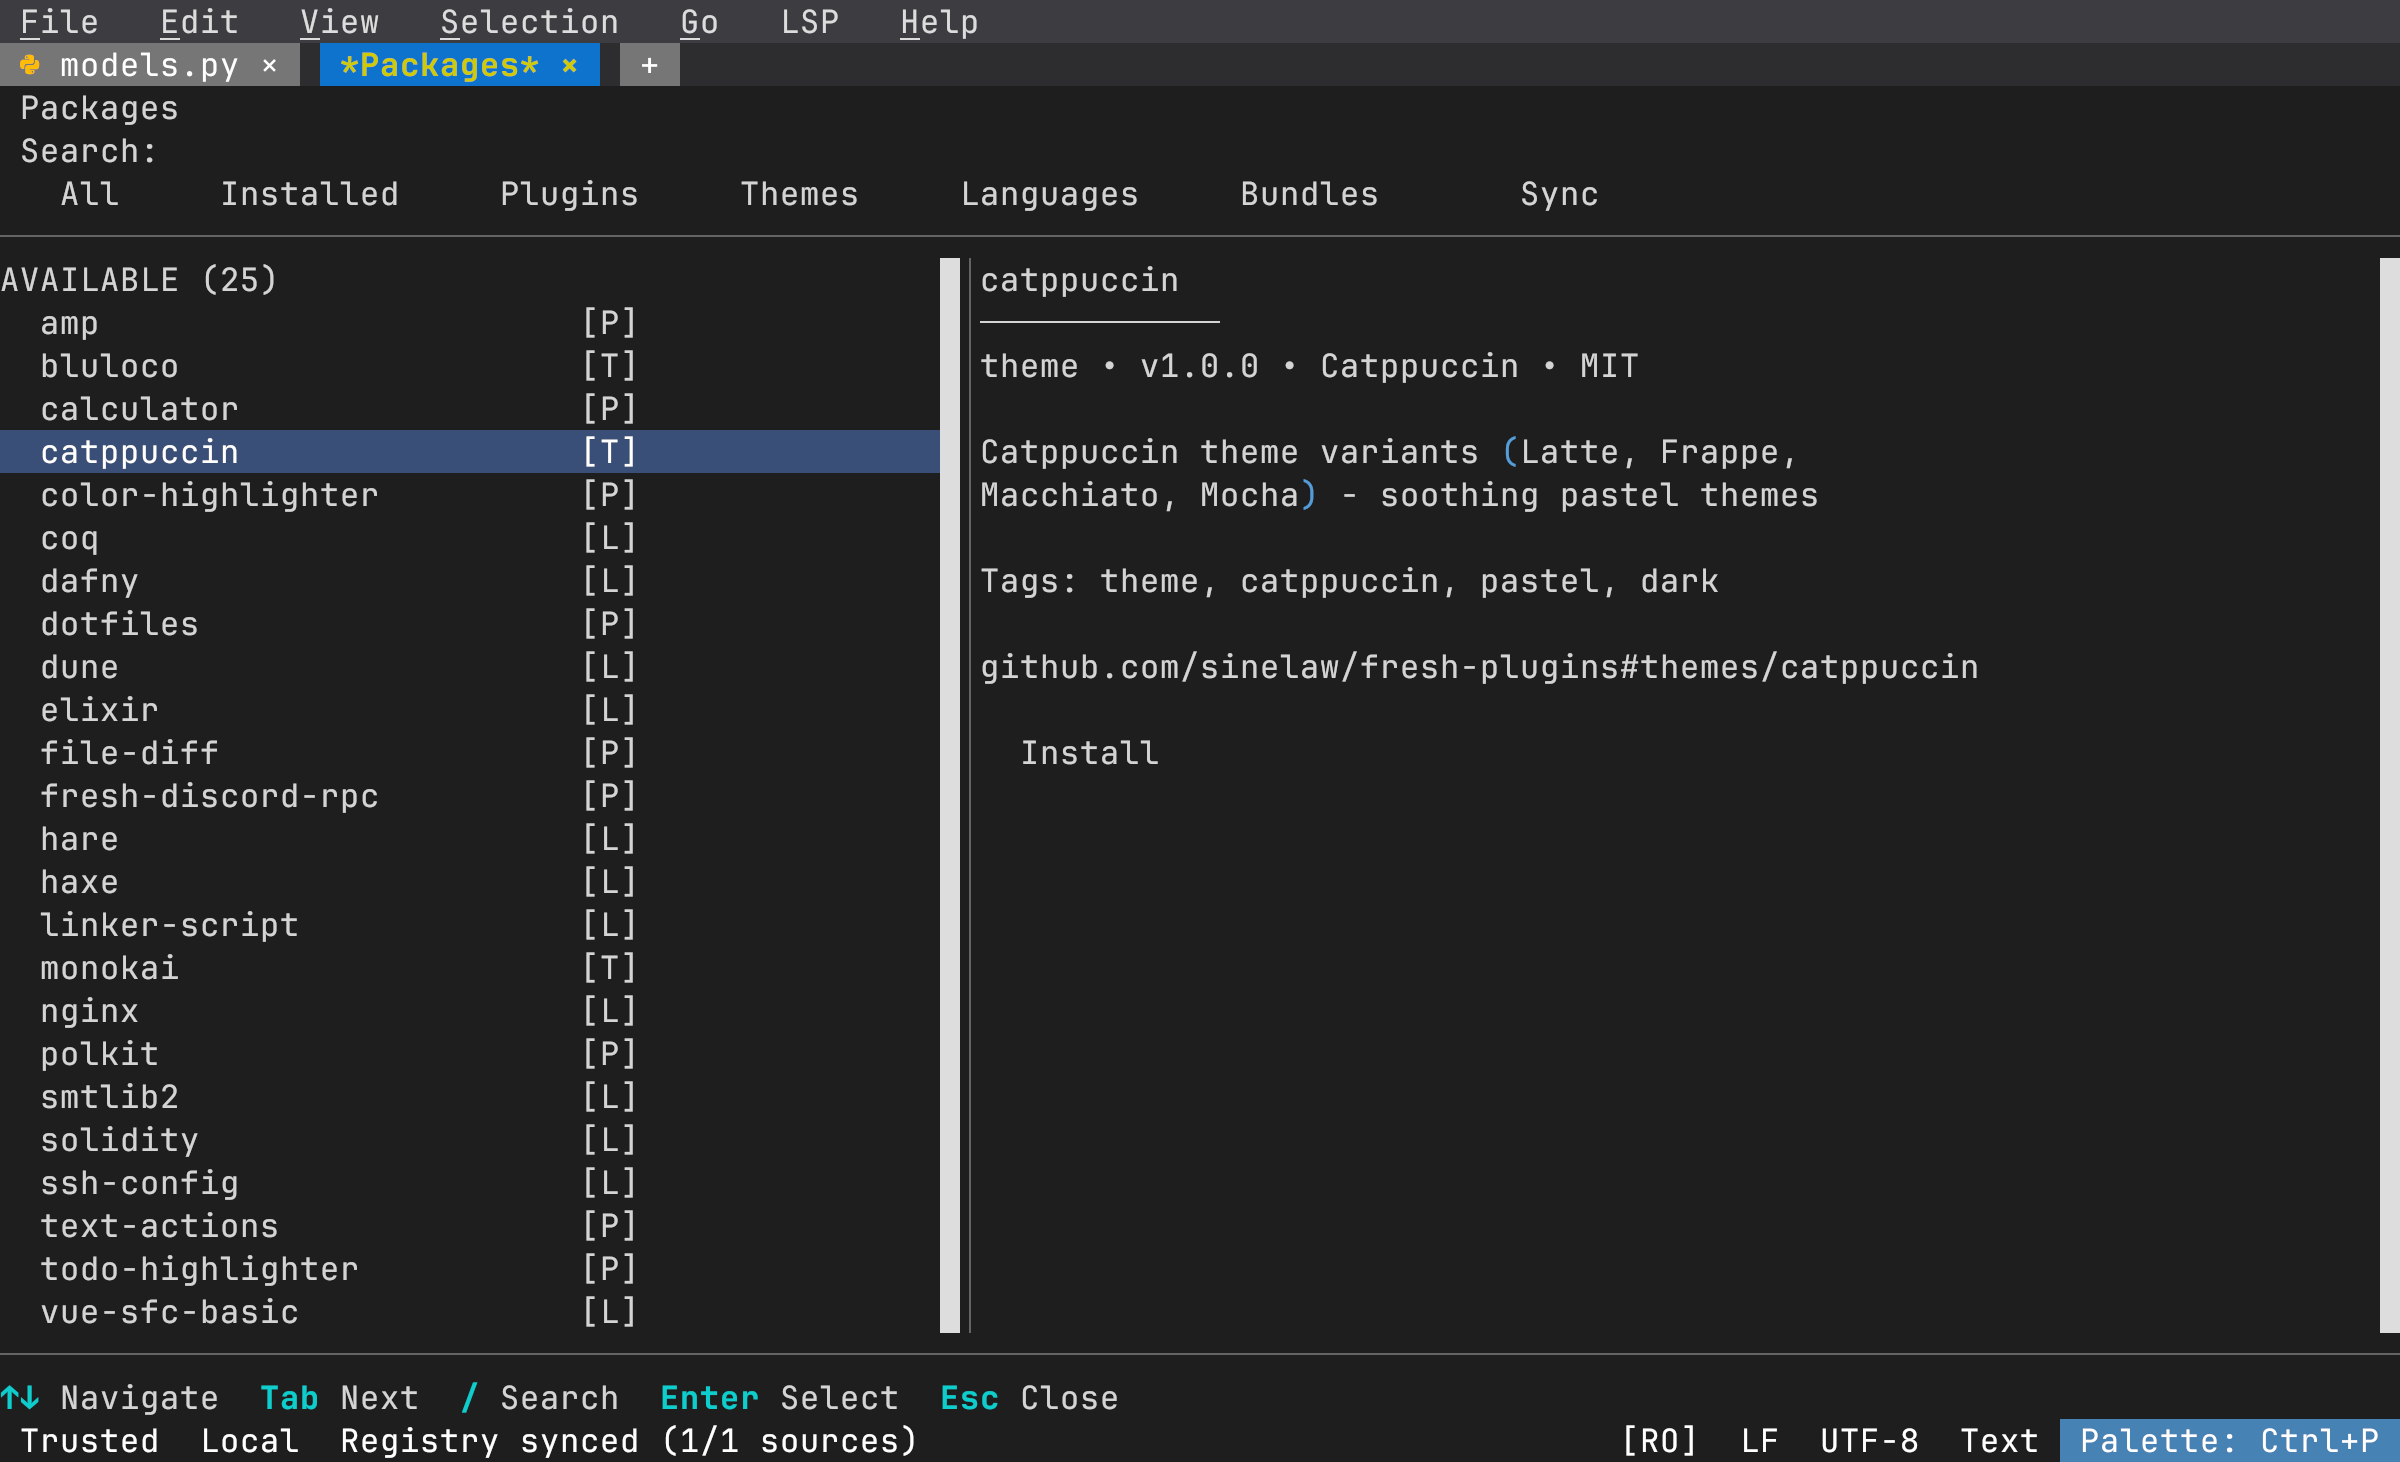 File Edit View Selection Go LSP Help
models.py × *Packages* × +
Packages
Search:
All Installed Plugins Themes Languages Bundles Sync
AVAILABLE (25)
amp [P]
bluloco [T]
calculator [P]
catppuccin [T]
color-highlighter [P]
coq [L]
dafny [L]
dotfiles [P]
dune [L]
elixir [L]
file-diff [P]
fresh-discord-rpc [P]
hare [L]
haxe [L]
linker-script [L]
monokai [T]
nginx [L]
polkit [P]
smtlib2 [L]
solidity [L]
ssh-config [L]
text-actions [P]
todo-highlighter [P]
vue-sfc-basic [L]
catppuccin
theme • v1.0.0 • Catppuccin • MIT
Catppuccin theme variants (Latte, Frappe,
Macchiato, Mocha) - soothing pastel themes
Tags: theme, catppuccin, pastel, dark
github.com/sinelaw/fresh-plugins#themes/catppuccin
Install
↑↓ Navigate Tab Next / Search Enter Select Esc Close
Trusted Local Registry synced (1/1 sources) [RO] LF UTF-8 Text Palette: Ctrl+P